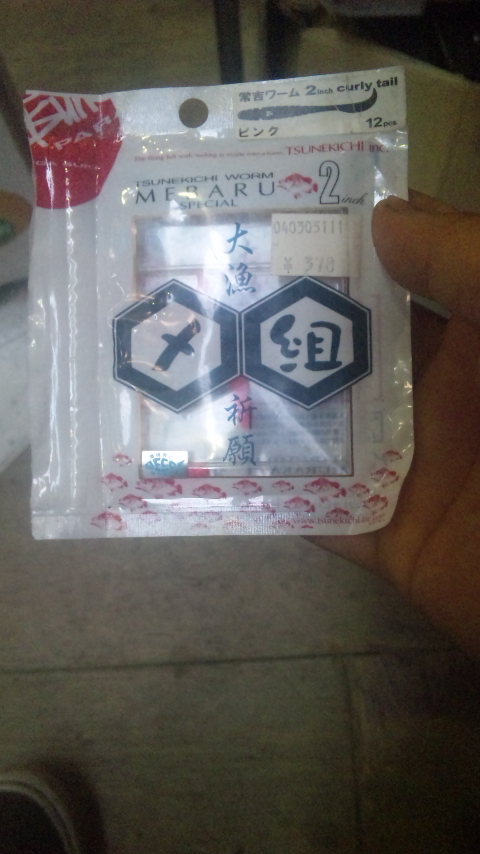 常吉ワーム 2inch curly tail
ピンク 12pcs
TSUNEKICHI inc.
TSUNEKICHI WORM
MEBARU 2inch
SPECIAL
040305111
¥ 378
大漁
メ組
祈願